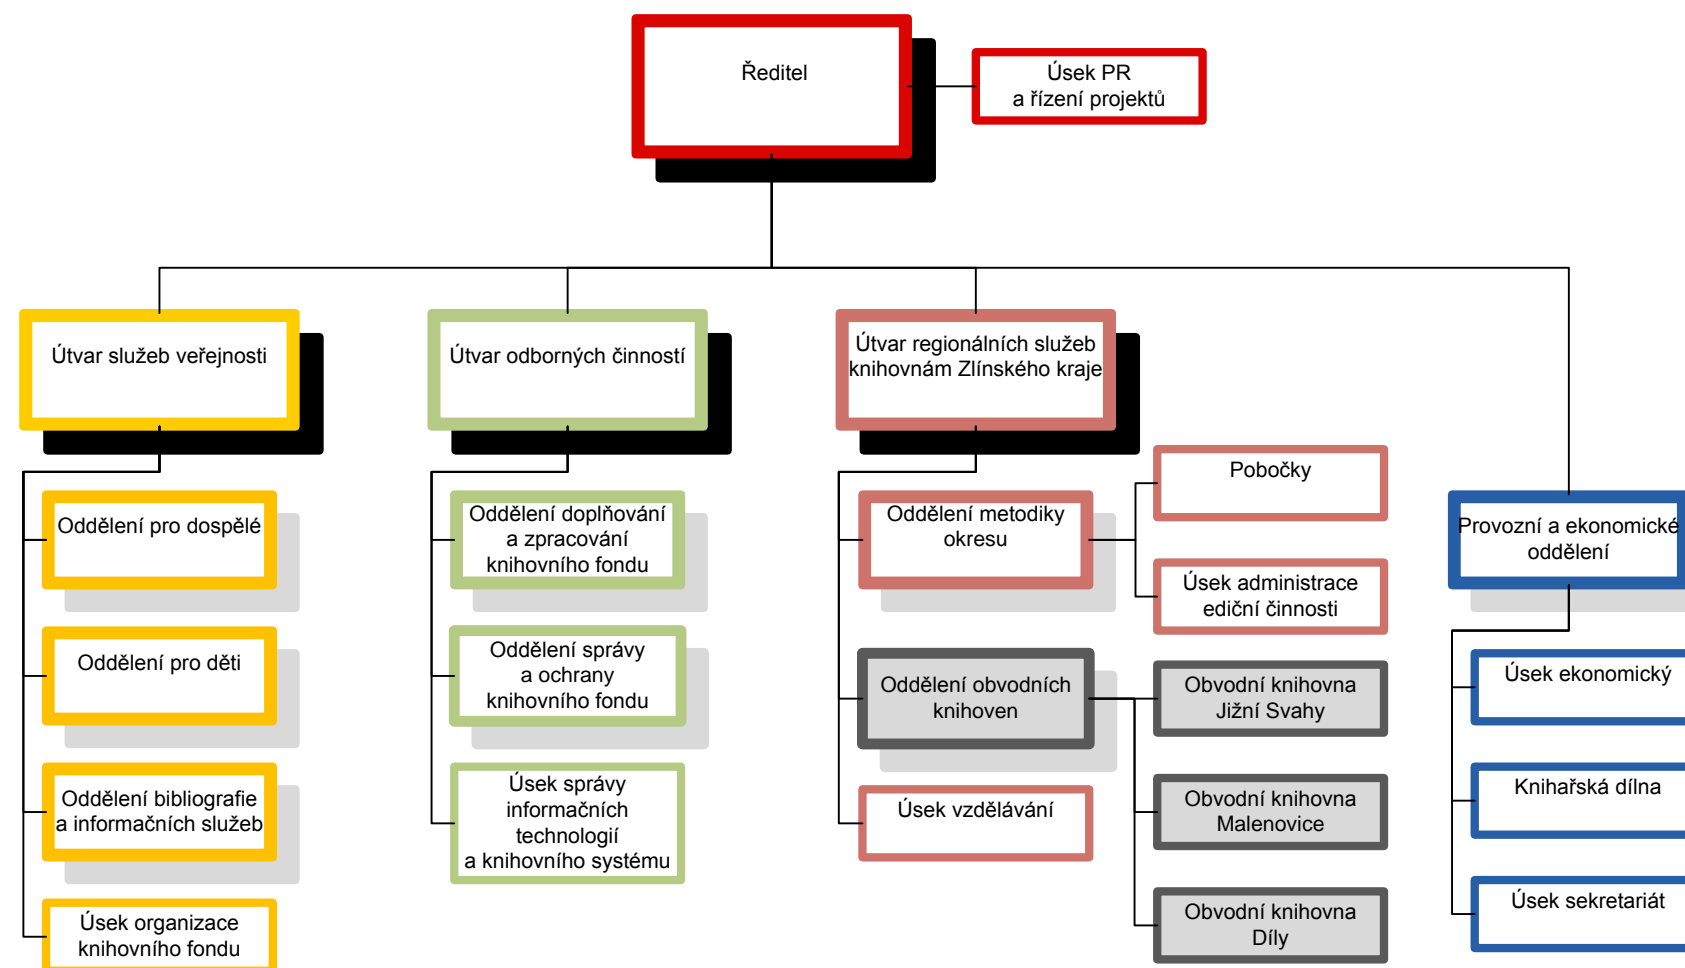 Ředitel
Úsek PR
a řízení projektů
Útvar služeb veřejnosti
Útvar odborných činností
Útvar regionálních služeb
knihovnám Zlínského kraje
Oddělení pro dospělé
Oddělení pro děti
Oddělení bibliografie
a informačních služeb
Úsek organizace
knihovního fondu
Oddělení doplňování
a zpracování
knihovního fondu
Oddělení správy
a ochrany
knihovního fondu
Úsek správy
informačních
technologií
a knihovního systému
Oddělení metodiky
okresu
Oddělení obvodních
knihoven
Úsek vzdělávání
Pobočky
Úsek administrace
ediční činnosti
Obvodní knihovna
Jižní Svahy
Obvodní knihovna
Malenovice
Obvodní knihovna
Díly
Provozní a ekonomické
oddělení
Úsek ekonomický
Knihařská dílna
Úsek sekretariát